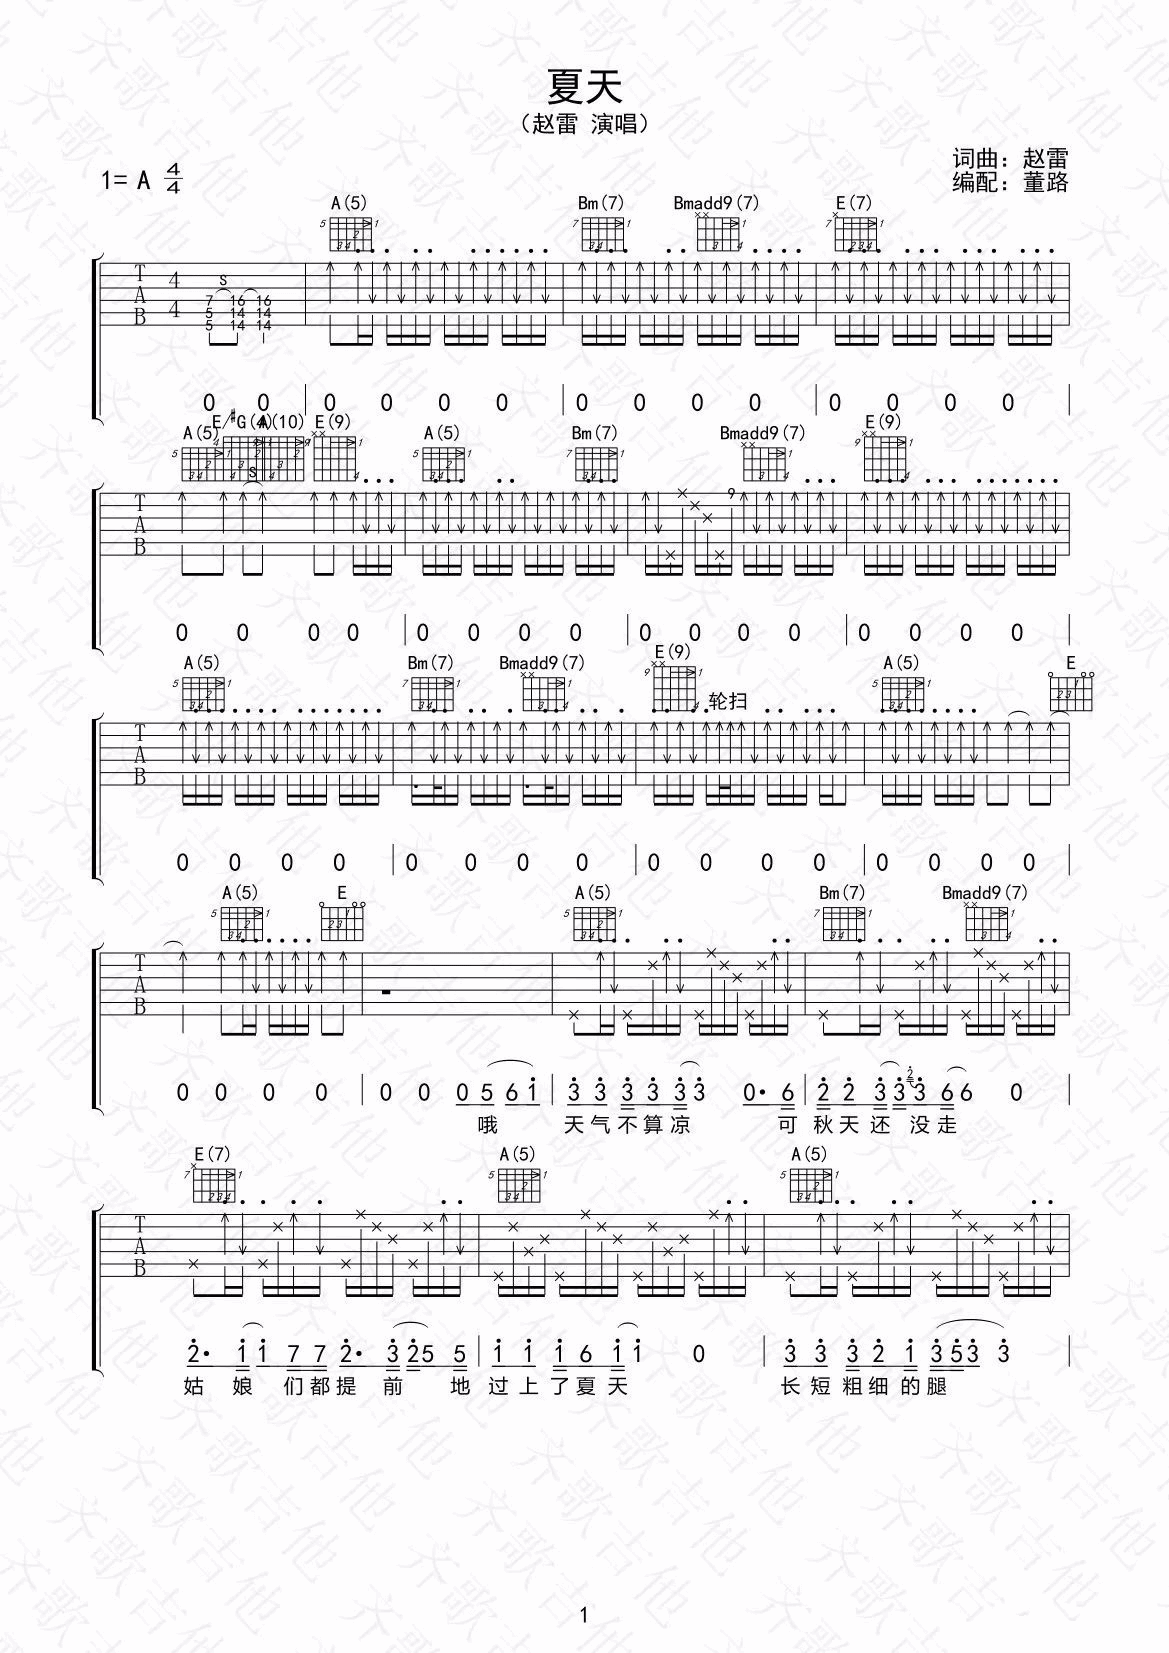 夏天
（赵雷 演唱）
词曲：赵雷
1= A 4/4
编配：董路
A(5) Bm(7) Bmadd9(7) E(7)
T A B 4 4
S
7 16 16
5 14 14
5 14 14
0 0 0 0 0 0 0 0 0 0 0 0 0 0
A(5) E/#G(4) A(10) E(9) A(5) Bm(7) Bmadd9(7) E(9)
S
T A B 9
0 0 0 0 0 0 0 0 0 0 0 0 0 0 0 0
A(5) Bm(7) Bmadd9(7) E(9) A(5) E
轮扫
T A B
0 0 0 0 0 0 0 0 0 0 0 0 0 0 0 0
A(5) E A(5) Bm(7) Bmadd9(7)
T A B
0 0 0 0 0 0 0 5 6 1 3 3 3 3 3 3 0· 6 2 2 3 3 2 3 6 6 0
哦 天气不算凉 可 秋天还 没走
E(7) A(5) A(5)
T A B
2· 1 1 7 7 2· 3 2 5 5 1 1 1 6 1 1 0 3 3 3 2 1 3 5 3 3
姑 娘 们都提 前 地 过上了夏天 长短粗细的腿
1